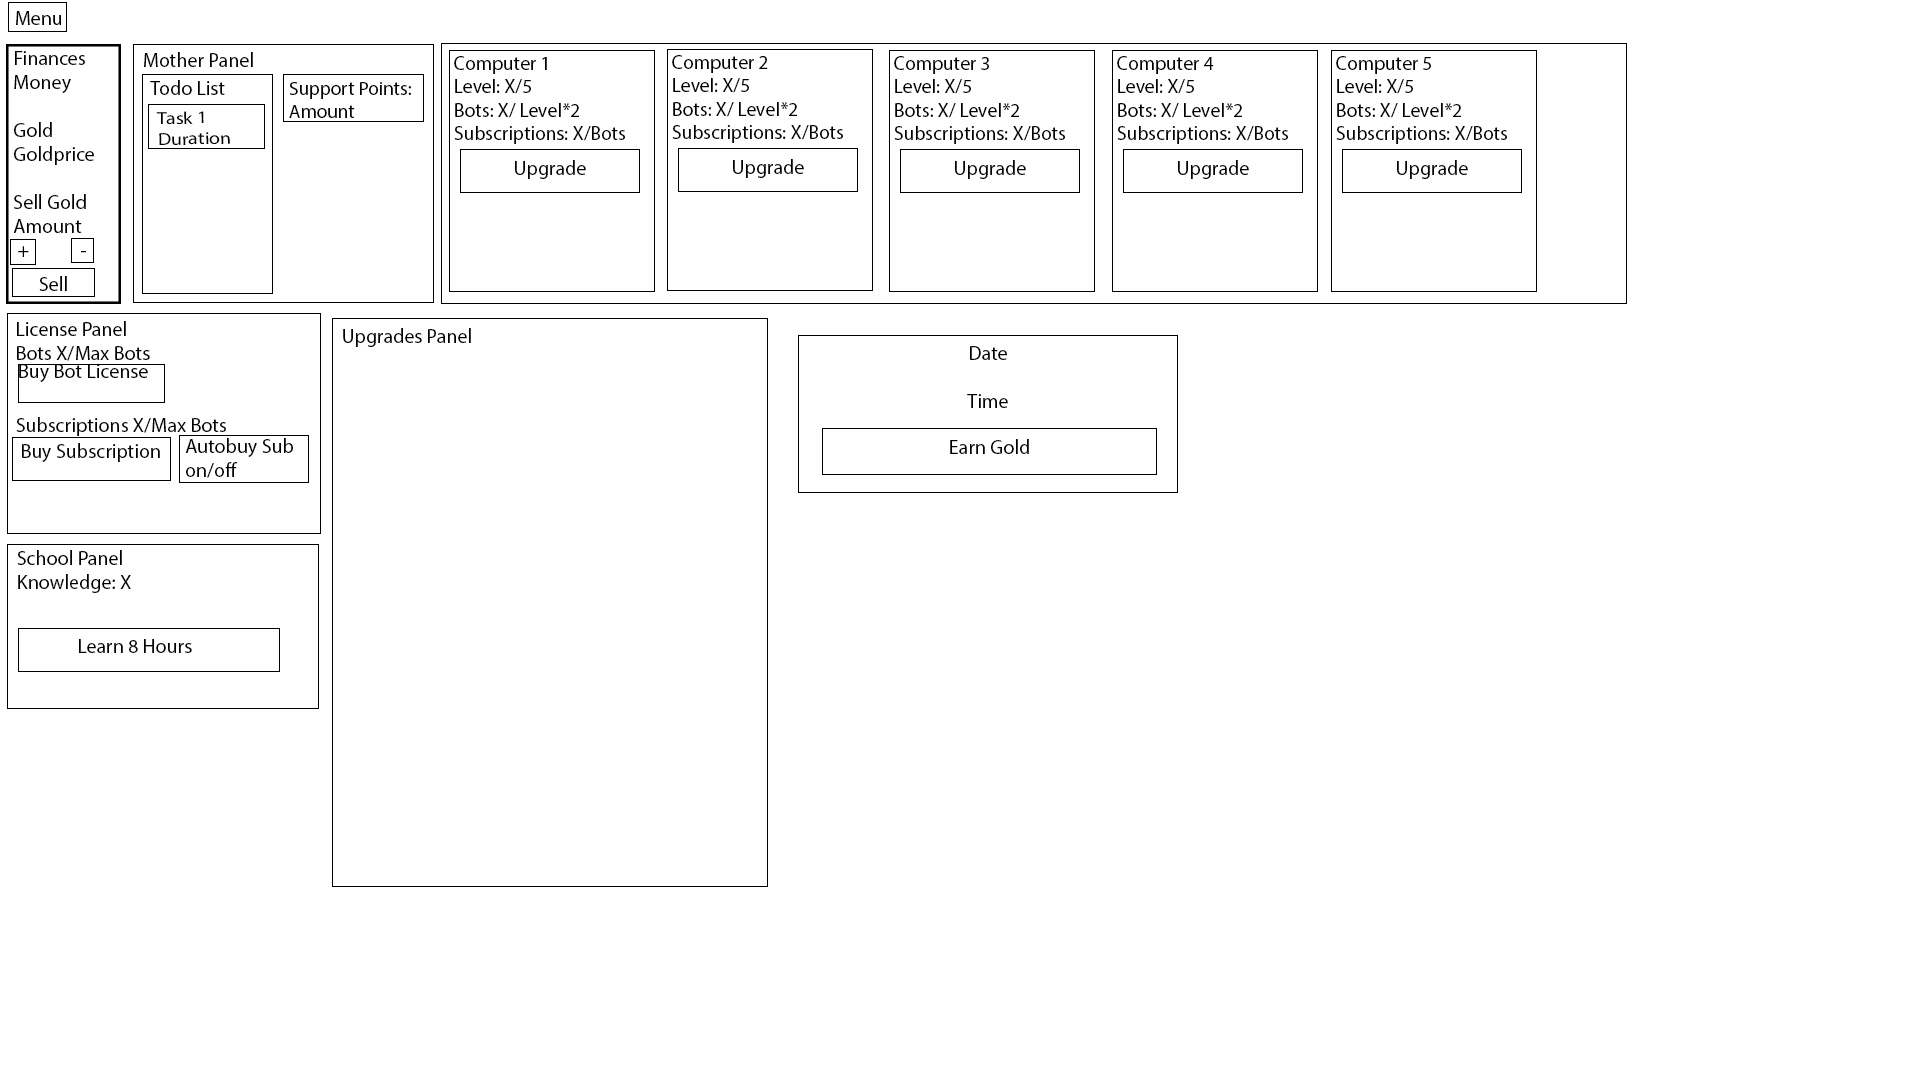 Menu
Finances
Money
Gold
Goldprice
Sell Gold
Amount
+ -
Sell
Mother Panel
Todo List
Task 1
Duration
Support Points:
Amount
Computer 1
Level: X/5
Bots: X/ Level*2
Subscriptions: X/Bots
Upgrade
Computer 2
Level: X/5
Bots: X/ Level*2
Subscriptions: X/Bots
Upgrade
Computer 3
Level: X/5
Bots: X/ Level*2
Subscriptions: X/Bots
Upgrade
Computer 4
Level: X/5
Bots: X/ Level*2
Subscriptions: X/Bots
Upgrade
Computer 5
Level: X/5
Bots: X/ Level*2
Subscriptions: X/Bots
Upgrade
License Panel
Bots X/Max Bots
Buy Bot License
Subscriptions X/Max Bots
Buy Subscription
Autobuy Sub
on/off
School Panel
Knowledge: X
Learn 8 Hours
Upgrades Panel
Date
Time
Earn Gold